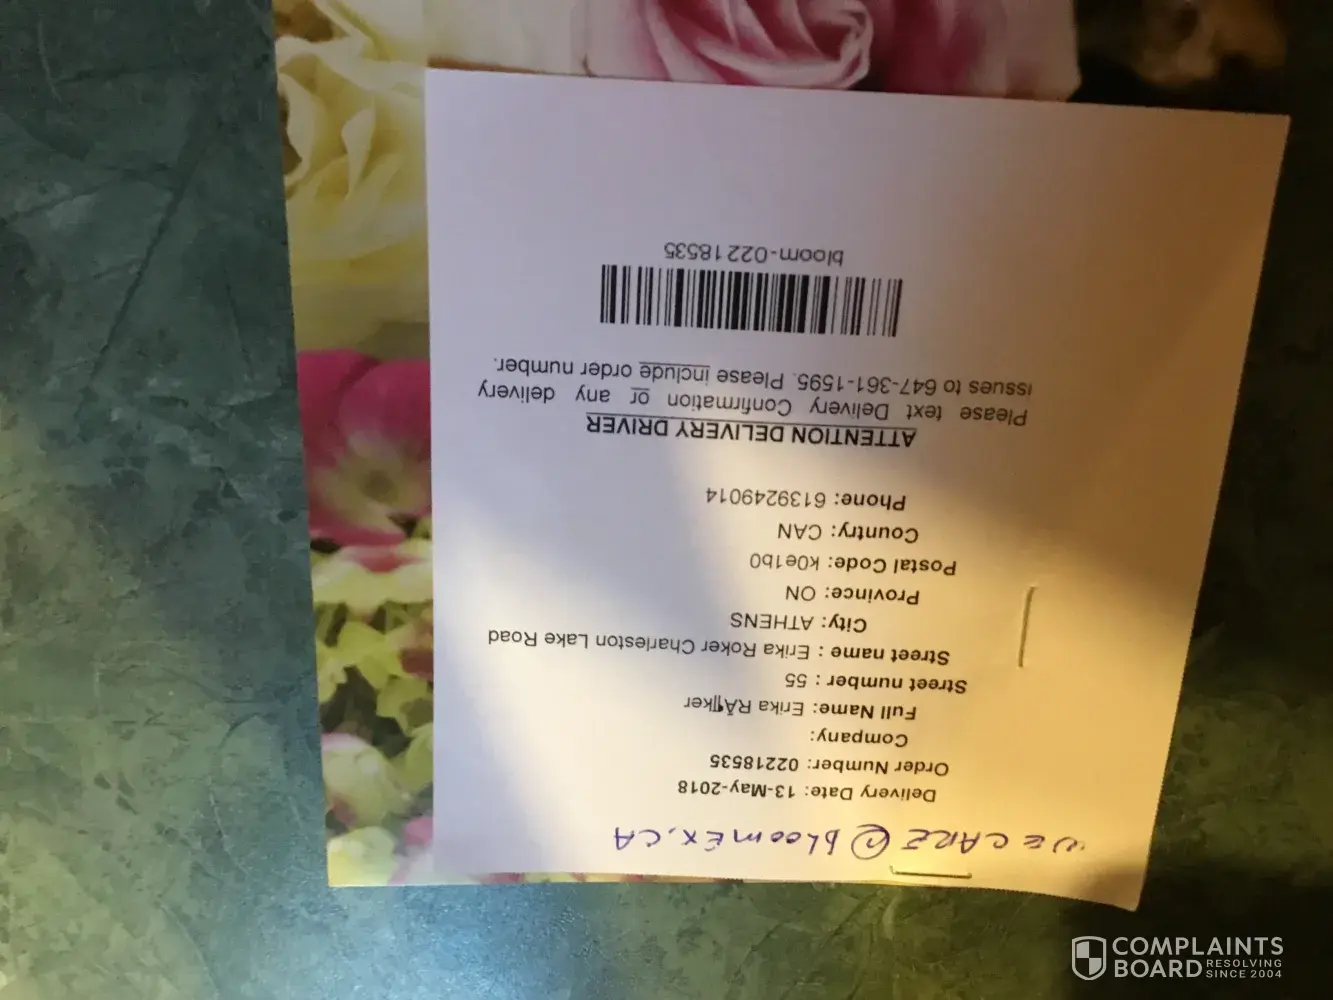 WE CARE@bloomEx.CA
Delivery Date: 13-May-2018
Order Number: 02218535
Company:
Full Name: Erika RÃ¶ker
Street number : 55
Street name : Erika Roker Charleston Lake Road
City: ATHENS
Province: ON
Postal Code: k0e1b0
Country: CAN
Phone: 6139249014
ATTENTION DELIVERY DRIVER
Please text Delivery Confirmation or any delivery
issues to 647-361-1595. Please include order number.
bloom-02218535
COMPLAINTS
BOARD RESOLVING
SINCE 2004